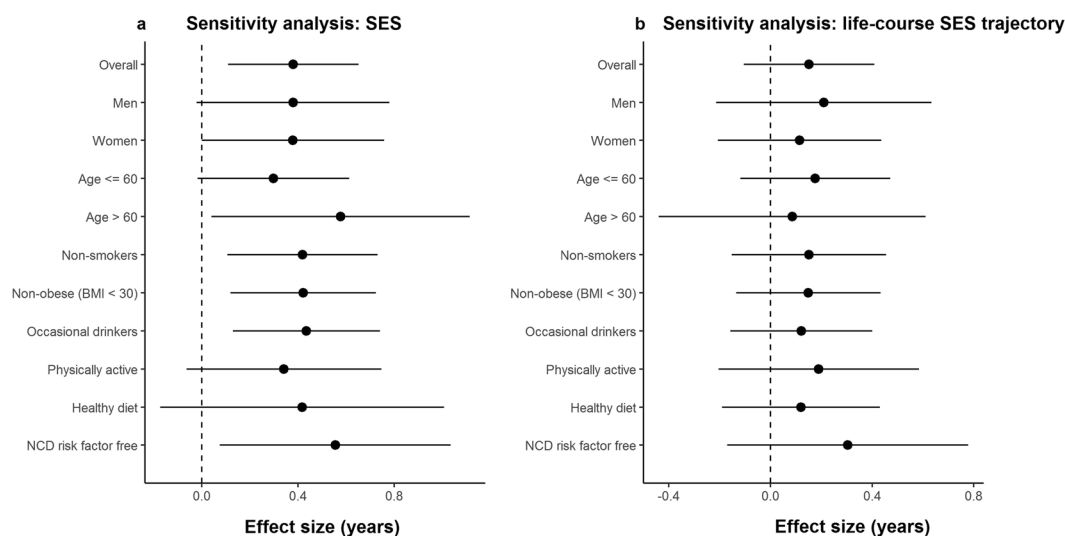 a Sensitivity analysis: SES
Overall
Men
Women
Age <= 60
Age > 60
Non-smokers
Non-obese (BMI < 30)
Occasional drinkers
Physically active
Healthy diet
NCD risk factor free
0.0 0.4 0.8
Effect size (years)
b Sensitivity analysis: life-course SES trajectory
Overall
Men
Women
Age <= 60
Age > 60
Non-smokers
Non-obese (BMI < 30)
Occasional drinkers
Physically active
Healthy diet
NCD risk factor free
-0.4 0.0 0.4 0.8
Effect size (years)